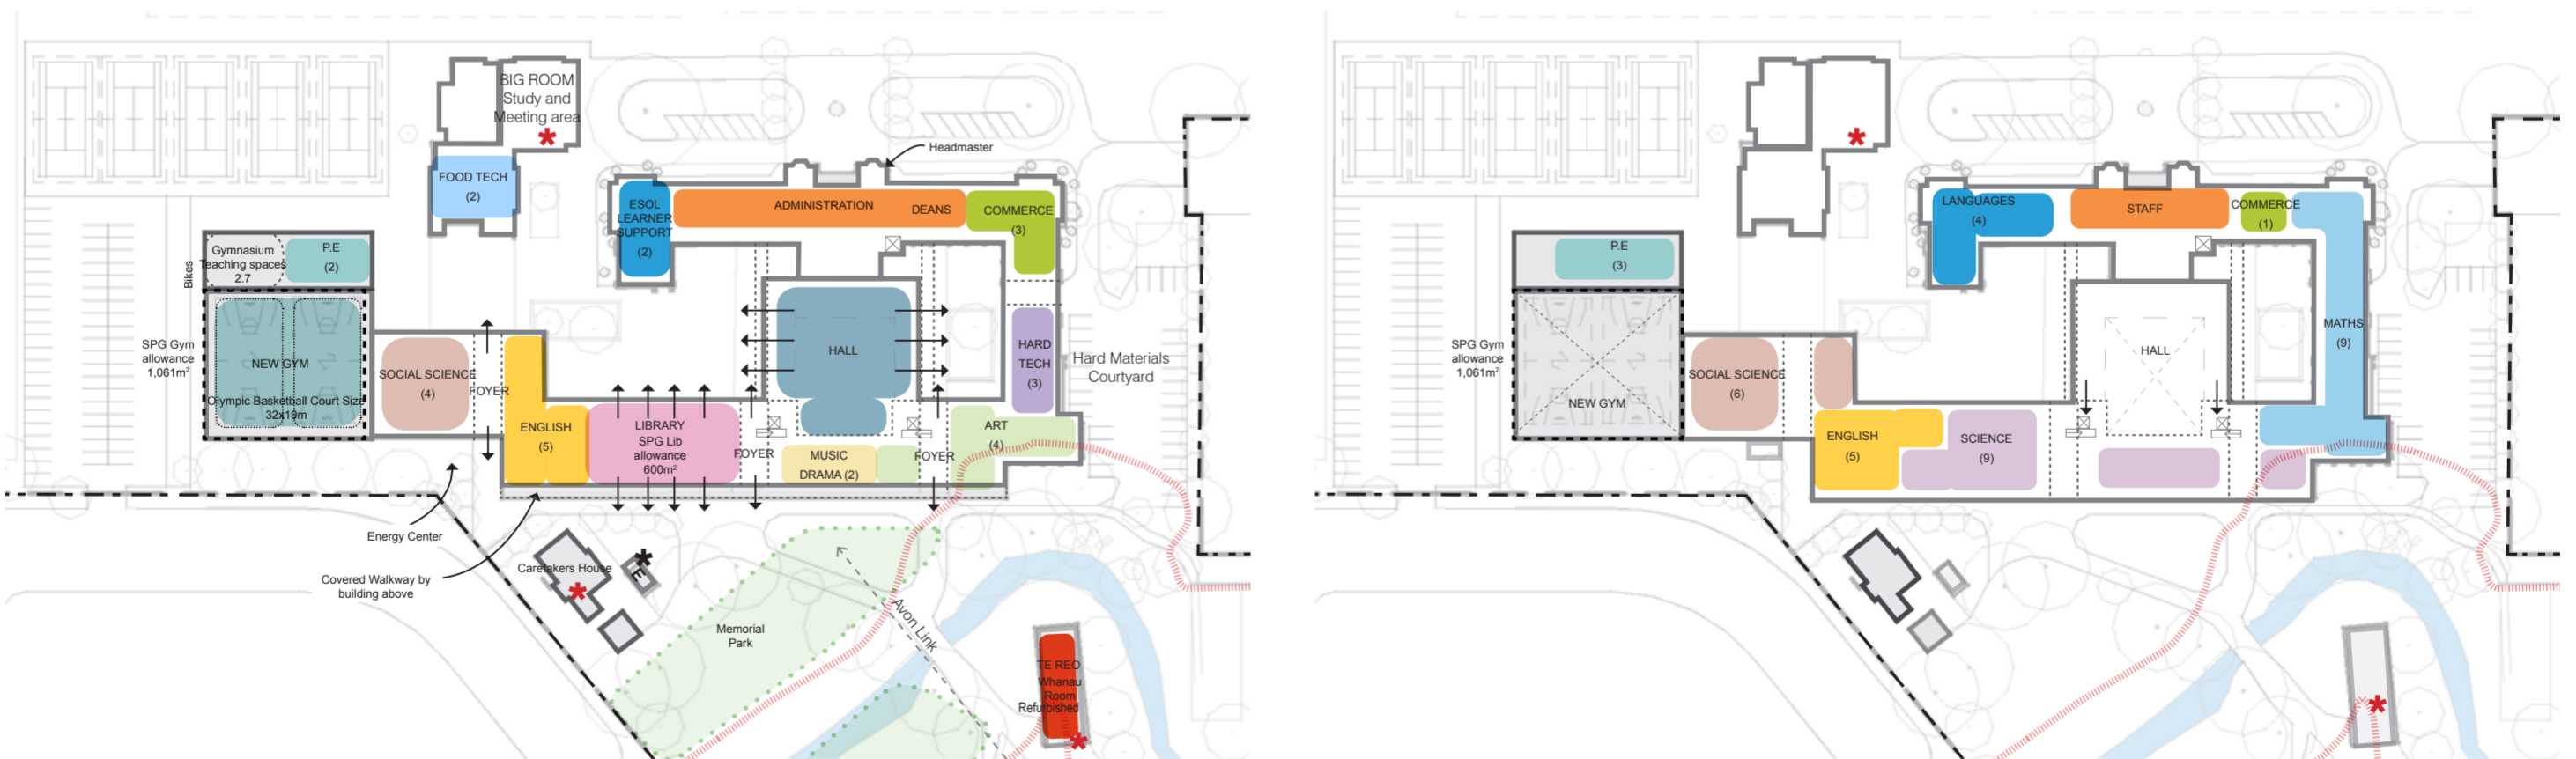 BIG ROOM
Study and
Meeting area
Headmaster
FOOD TECH
(2)
ESOL
LEARNER
SUPPORT
(2)
ADMINISTRATION
DEANS
COMMERCE
(3)
Gymnasium
Teaching spaces
2.7
P.E
(2)
Bikes
SPG Gym
allowance
1,061m²
NEW GYM
Olympic Basketball Court Size
32x19m
SOCIAL SCIENCE
(4)
FOYER
ENGLISH
(5)
LIBRARY
SPG Lib
allowance
600m²
FOYER
HALL
MUSIC
DRAMA (2)
FOYER
ART
(4)
HARD
TECH
(3)
Hard Materials
Courtyard
Energy Center
Covered Walkway by
building above
Caretakers House
E
Memorial
Park
Avon Link
TE REO
Whanau
Room
Refurbished
LANGUAGES
(4)
STAFF
COMMERCE
(1)
P.E
(3)
SPG Gym
allowance
1,061m²
NEW GYM
SOCIAL SCIENCE
(6)
ENGLISH
(5)
SCIENCE
(9)
HALL
MATHS
(9)